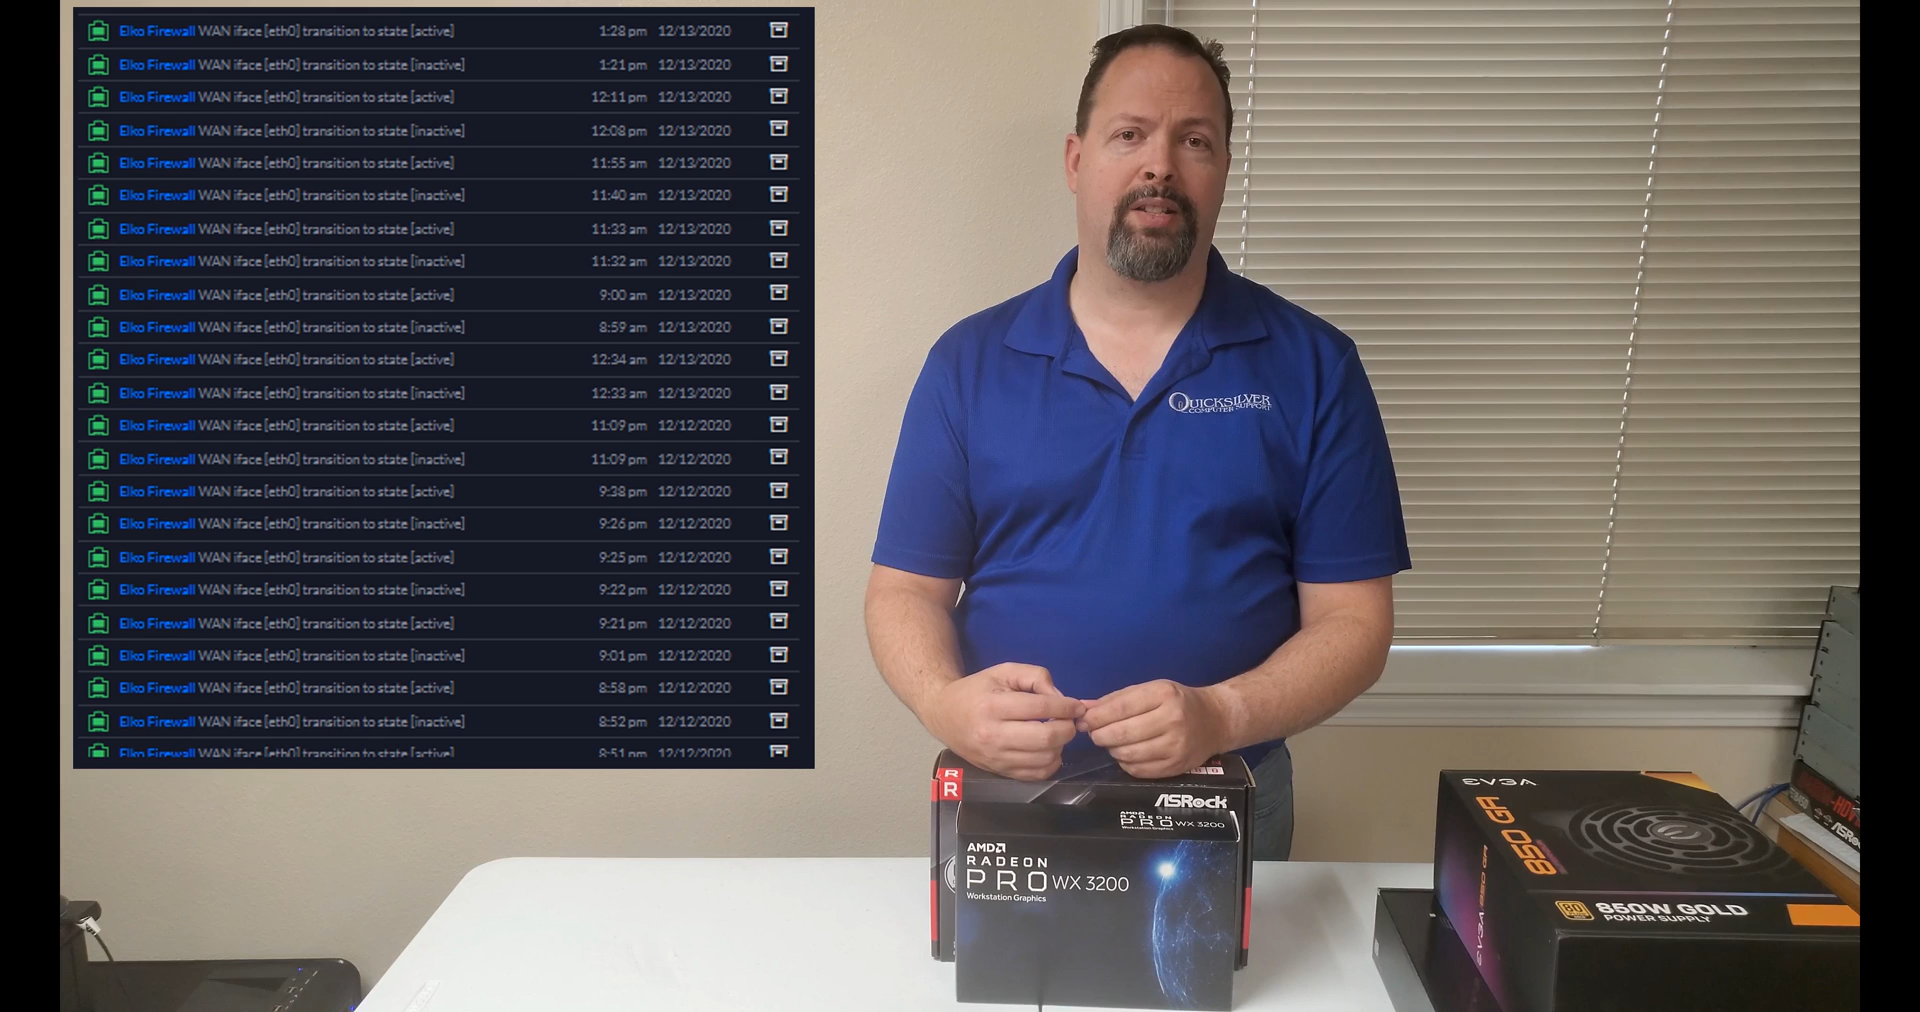 Elko Firewall WAN iface [eth0] transition to state [active] 1:28 pm 12/13/2020
Elko Firewall WAN iface [eth0] transition to state [inactive] 1:21 pm 12/13/2020
Elko Firewall WAN iface [eth0] transition to state [active] 12:11 pm 12/13/2020
Elko Firewall WAN iface [eth0] transition to state [inactive] 12:08 pm 12/13/2020
Elko Firewall WAN iface [eth0] transition to state [active] 11:55 am 12/13/2020
Elko Firewall WAN iface [eth0] transition to state [inactive] 11:40 am 12/13/2020
Elko Firewall WAN iface [eth0] transition to state [active] 11:33 am 12/13/2020
Elko Firewall WAN iface [eth0] transition to state [inactive] 11:32 am 12/13/2020
Elko Firewall WAN iface [eth0] transition to state [active] 9:00 am 12/13/2020
Elko Firewall WAN iface [eth0] transition to state [inactive] 8:59 am 12/13/2020
Elko Firewall WAN iface [eth0] transition to state [active] 12:34 am 12/13/2020
Elko Firewall WAN iface [eth0] transition to state [inactive] 12:33 am 12/13/2020
Elko Firewall WAN iface [eth0] transition to state [active] 11:09 pm 12/12/2020
Elko Firewall WAN iface [eth0] transition to state [inactive] 11:09 pm 12/12/2020
Elko Firewall WAN iface [eth0] transition to state [active] 9:38 pm 12/12/2020
Elko Firewall WAN iface [eth0] transition to state [inactive] 9:26 pm 12/12/2020
Elko Firewall WAN iface [eth0] transition to state [active] 9:25 pm 12/12/2020
Elko Firewall WAN iface [eth0] transition to state [inactive] 9:22 pm 12/12/2020
Elko Firewall WAN iface [eth0] transition to state [active] 9:21 pm 12/12/2020
Elko Firewall WAN iface [eth0] transition to state [inactive] 9:01 pm 12/12/2020
Elko Firewall WAN iface [eth0] transition to state [active] 8:58 pm 12/12/2020
Elko Firewall WAN iface [eth0] transition to state [inactive] 8:52 pm 12/12/2020
Elko Firewall WAN iface [eth0] transition to state [active] 8:51 pm 12/12/2020
QUICKSILVER
COMPUTER SUPPORT
ASRock
AMD
RADEON
PRO WX 3200
Workstation Graphics
AMD
RADEON
PRO WX 3200
Workstation Graphics
EVGA
850 GA
850W GOLD
POWER SUPPLY